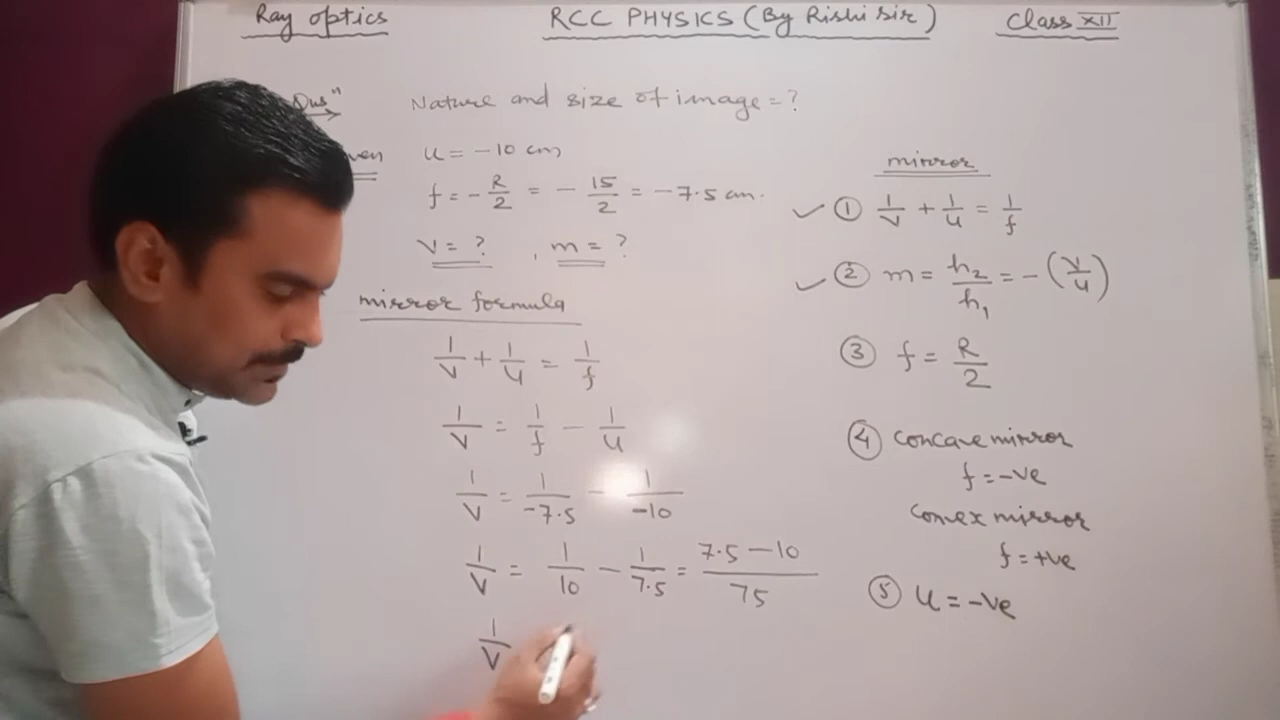 Ray optics
RCC PHYSICS (By Rishi Sir)
Class XII
Qusⁿ
Nature and size of image = ?
u = -10 cm
f = - R/2 = - 15/2 = -7.5 cm.
v = ? , m = ?
mirror formula
1/v + 1/u = 1/f
1/v = 1/f - 1/u
1/v = 1/-7.5 - 1/-10
1/v = 1/10 - 1/7.5 = 7.5 - 10/75
1/v
mirror
① 1/v + 1/u = 1/f
② m = h₂/h₁ = - (v/u)
③ f = R/2
④ concave mirror
f = -ve
convex mirror
f = +ve
⑤ u = -ve